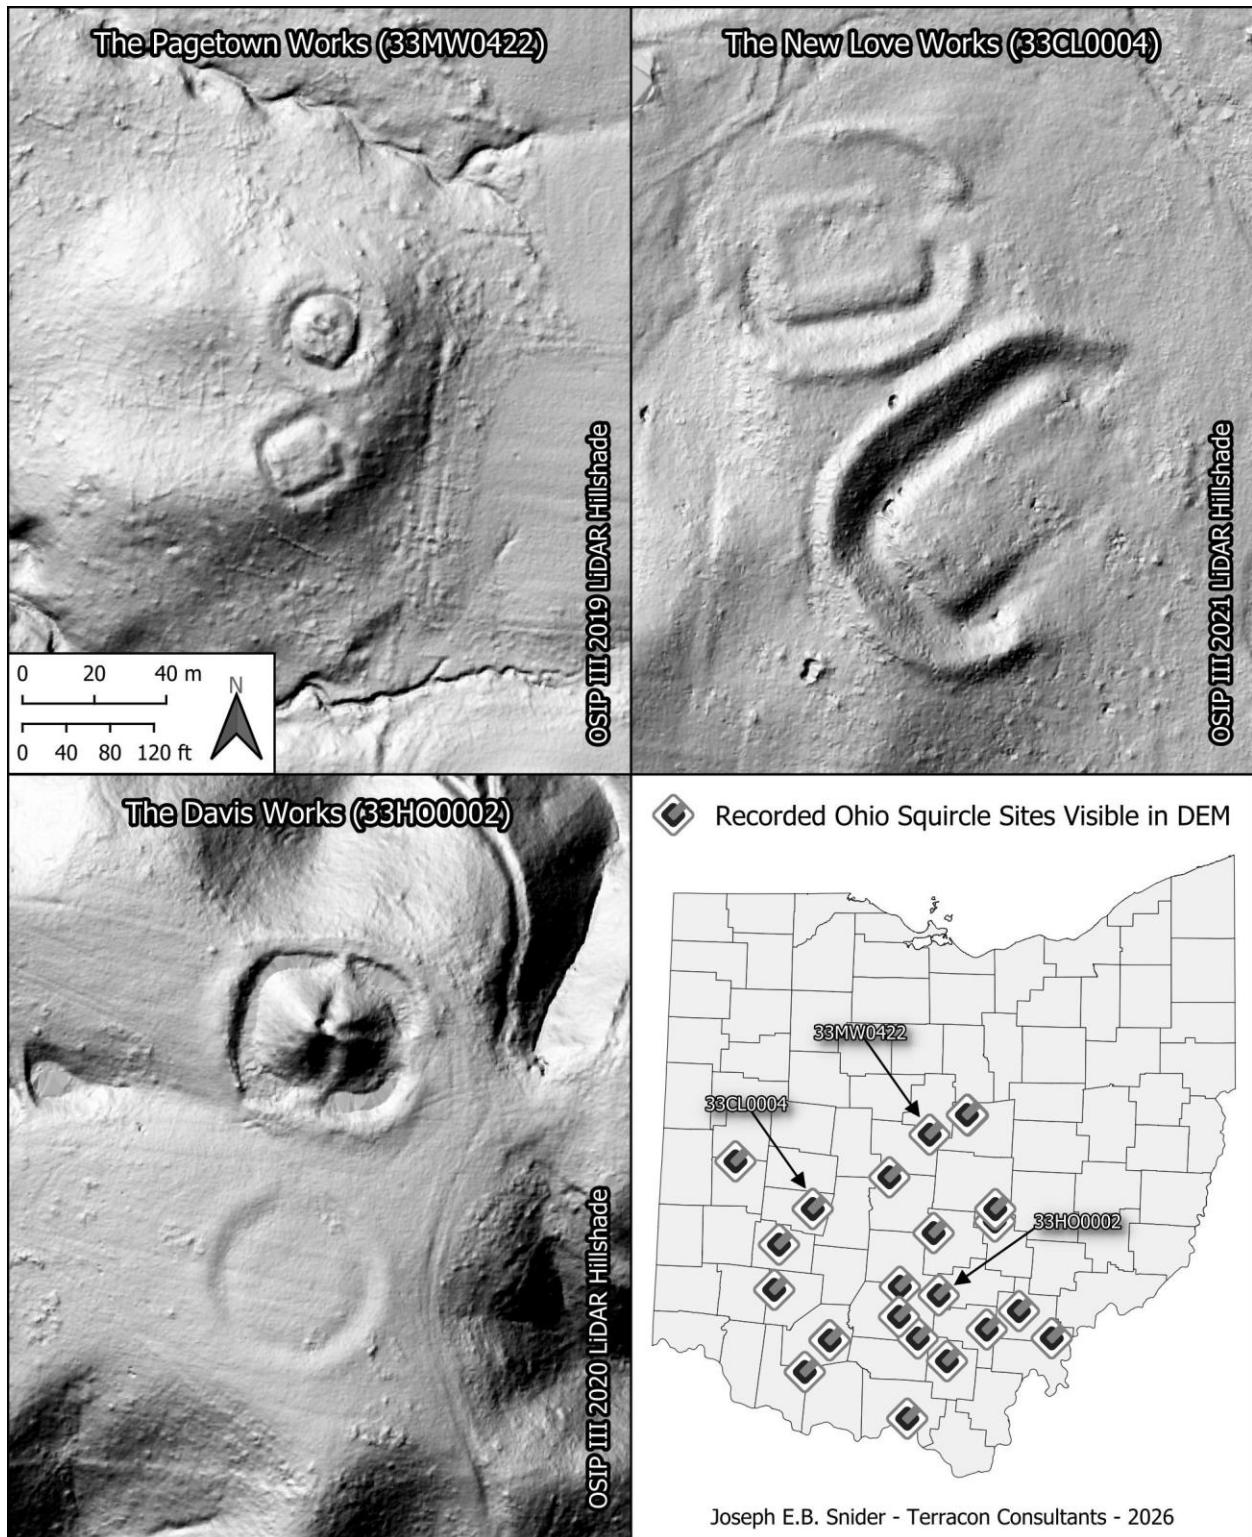 The Pagetown Works (33MW0422)
OSIP III 2019 LiDAR Hillshade
0 20 40 m
0 40 80 120 ft
N
The New Love Works (33CL0004)
OSIP III 2021 LiDAR Hillshade
The Davis Works (33HO0002)
OSIP III 2020 LiDAR Hillshade
Recorded Ohio Squircle Sites Visible in DEM
33MW0422
33CL0004
33HO0002
Joseph E.B. Snider - Terracon Consultants - 2026